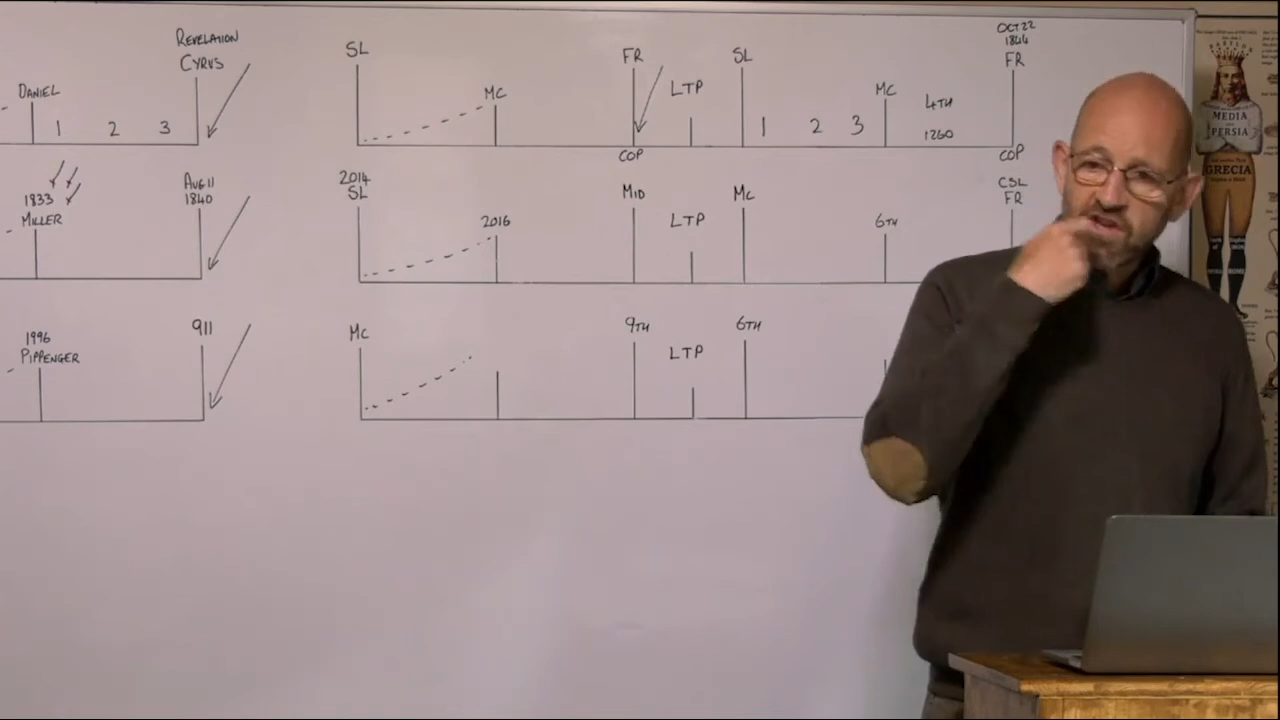 REVELATION
CYRUS
DANIEL
1 2 3
SL
MC
FR
COP
LTP
SL
1 2 3
MC
4TH
1260
OCT 22
1844
FR
COP
1833
MILLER
AUG 11
1840
2014
SL
2016
MID
LTP
MC
6TH
CSL
FR
1996
PIPPENGER
911
MC
9TH
LTP
6TH
MEDIA
PERSIA
GRECIA